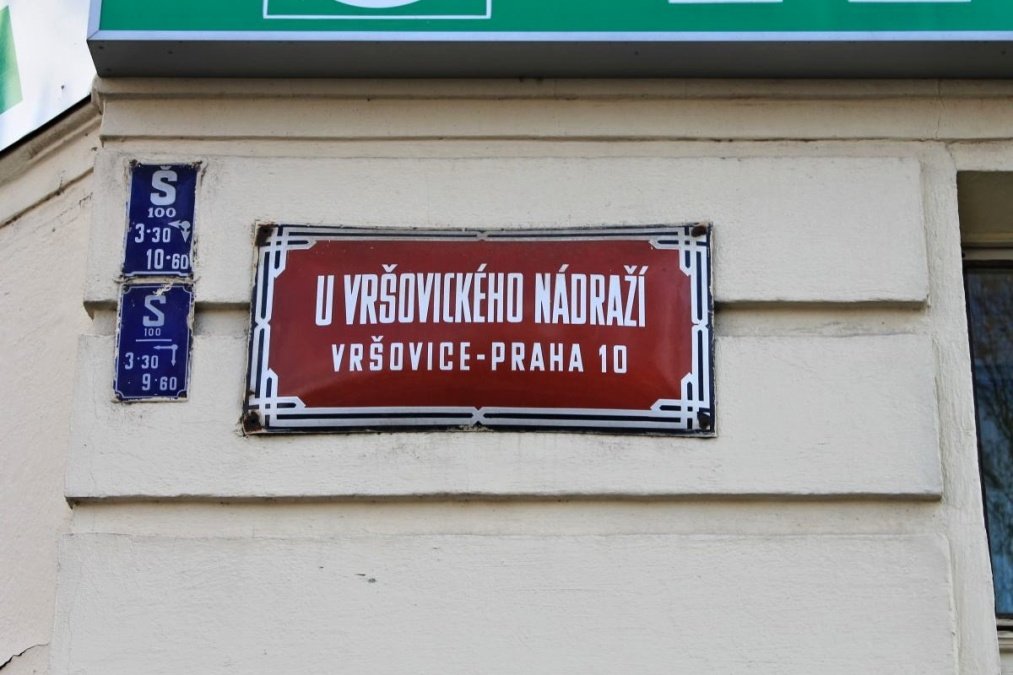 Š
100
3·30
10·60
Š
100
3·30
9·60
U VRŠOVICKÉHO NÁDRAŽÍ
VRŠOVICE-PRAHA 10